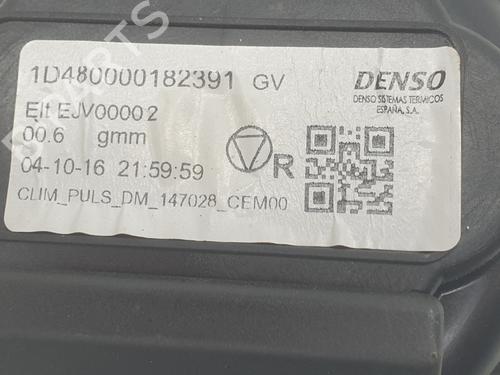 1D480000182391 GV
DENSO
DENSO SISTEMAS TERMICOS
ESPAÑA, S.A.
Elt EJV00002
00.6 gmm
R
04-10-16 21:59:59
CLIM_PULS_DM_147028_CEM00